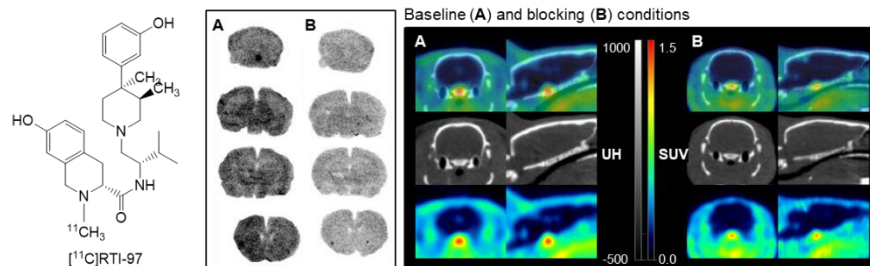 OH
CH₃
CH₃
HO
N
N
NH
CH₃
O
¹¹CH₃
[¹¹C]RTI-97
A
B
Baseline (A) and blocking (B) conditions
A
1000
1.5
B
UH
SUV
-500
0.0